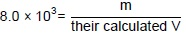 8.0 × 10³ = m / their calculated V